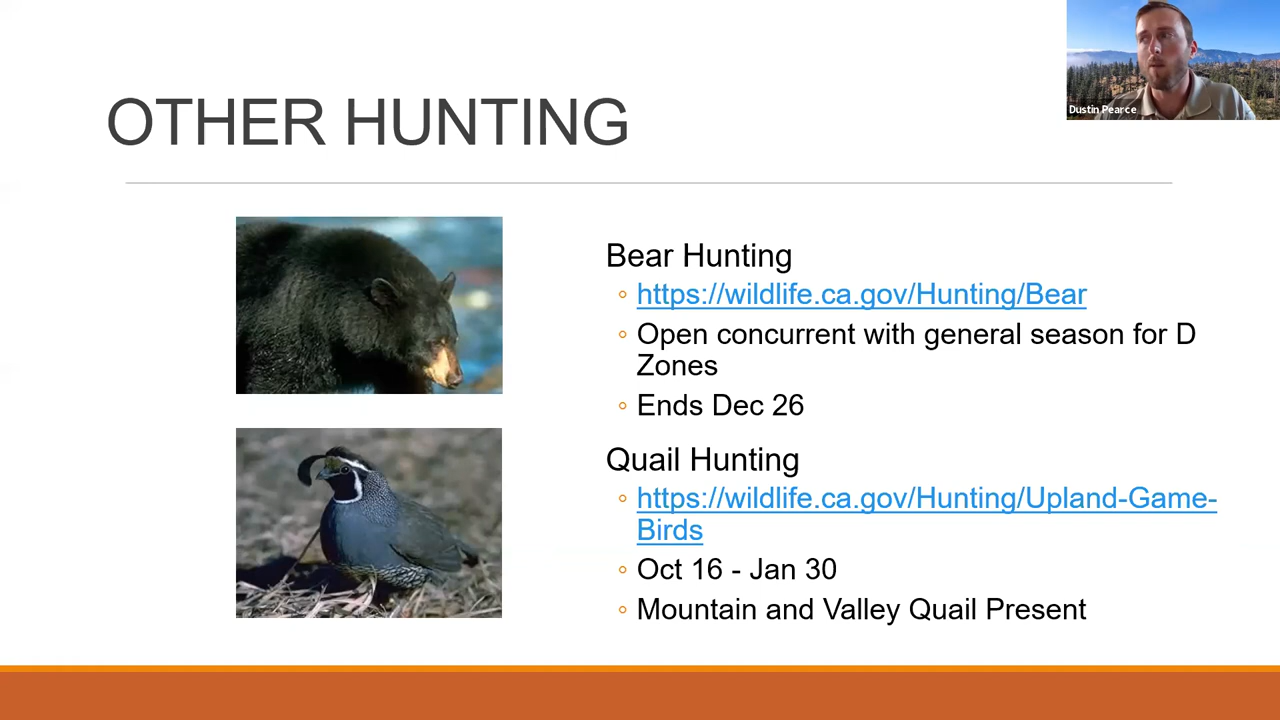 Dustin Pearce
OTHER HUNTING
Bear Hunting
◦ https://wildlife.ca.gov/Hunting/Bear
◦ Open concurrent with general season for D
Zones
◦ Ends Dec 26
Quail Hunting
◦ https://wildlife.ca.gov/Hunting/Upland-Game-
Birds
◦ Oct 16 - Jan 30
◦ Mountain and Valley Quail Present